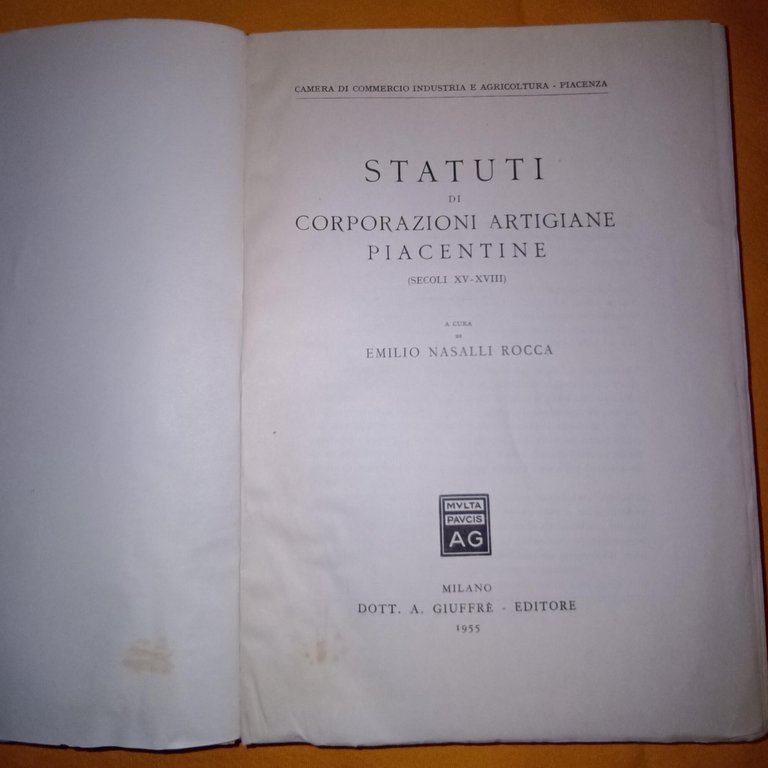 CAMERA DI COMMERCIO INDUSTRIA E AGRICOLTURA - PIACENZA
STATUTI
DI
CORPORAZIONI ARTIGIANE
PIACENTINE
(SECOLI XV-XVIII)
A CURA
DI
EMILIO NASALLI ROCCA
MVLTA
PAVCIS
AG
MILANO
DOTT. A. GIUFFRÈ - EDITORE
1955